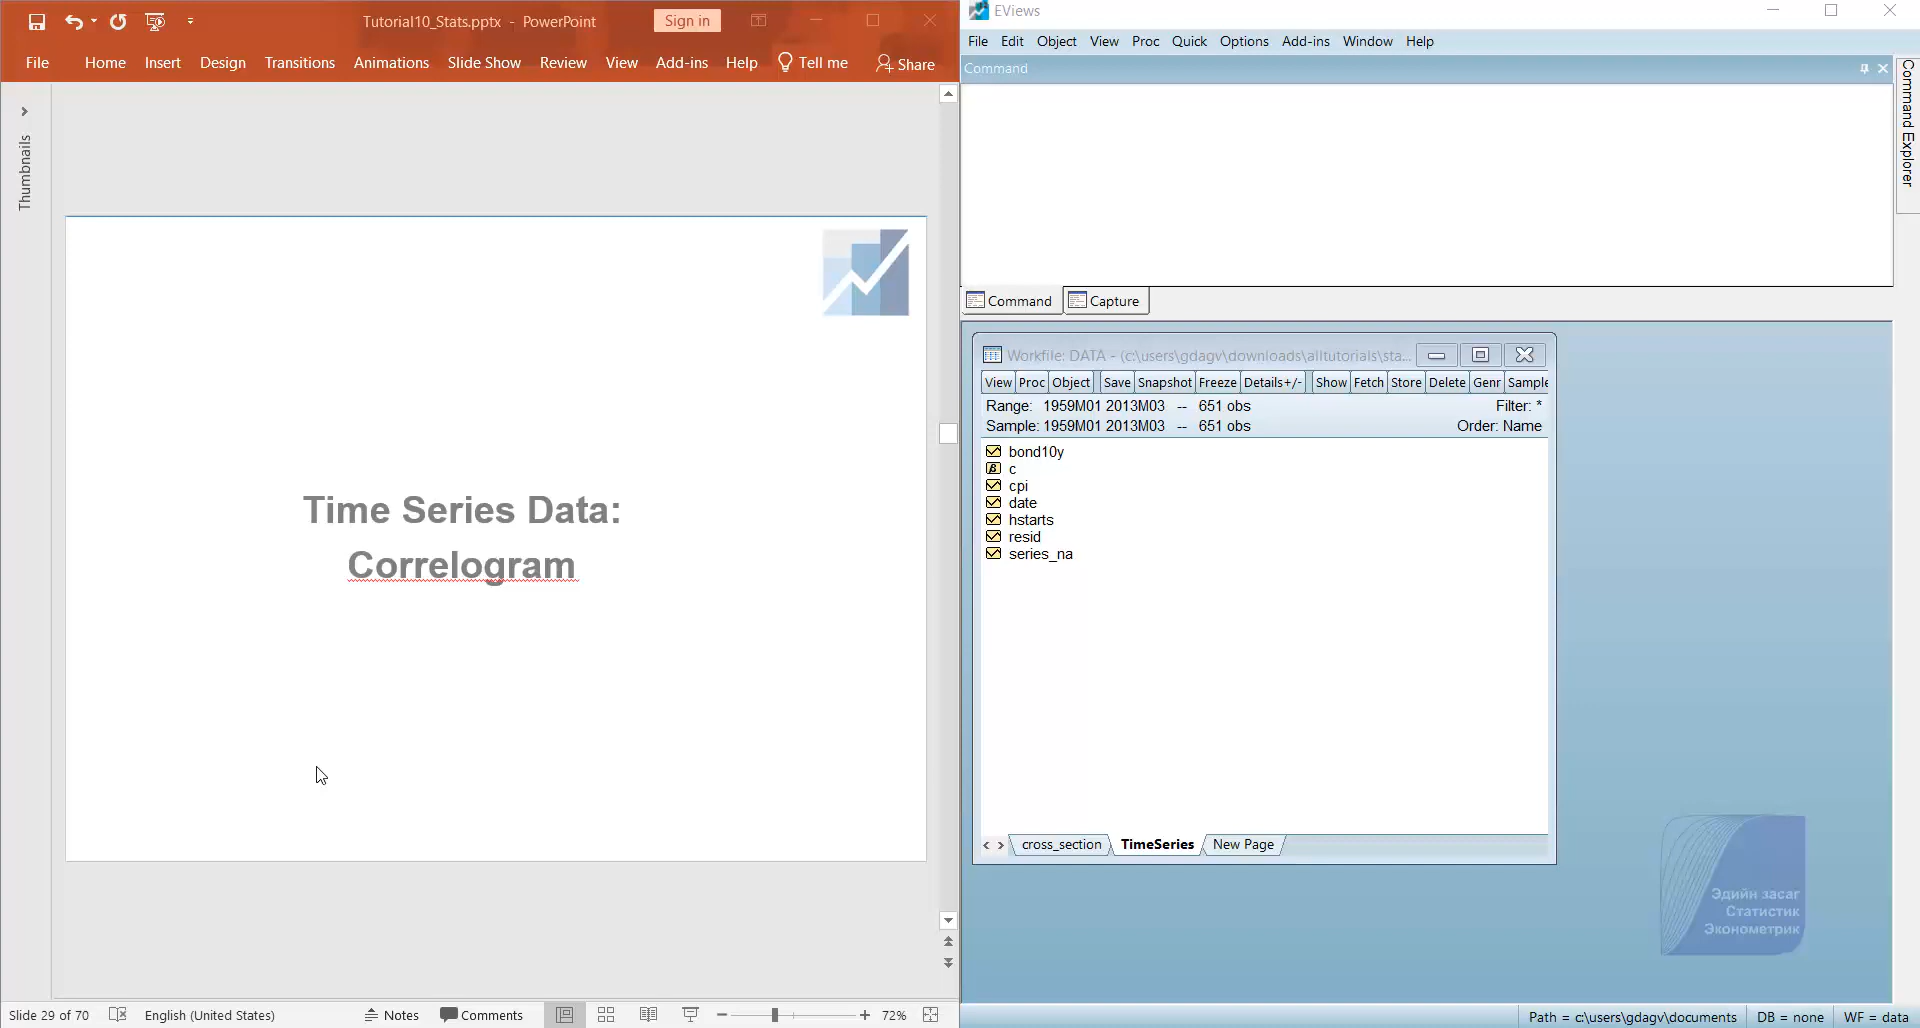 Tutorial10_Stats.pptx - PowerPoint
Sign in
File Home Insert Design Transitions Animations Slide Show Review View Add-ins Help Tell me Share
Thumbnails
Time Series Data:
Correlogram
Slide 29 of 70 English (United States) Notes Comments 72%
EViews
File Edit Object View Proc Quick Options Add-ins Window Help
Command
Command Explorer
Command Capture
Workfile: DATA - (c:\users\gdagv\downloads\alltutorials\sta...
View Proc Object Save Snapshot Freeze Details+/- Show Fetch Store Delete Genr Sample
Range: 1959M01 2013M03 -- 651 obs Filter: *
Sample: 1959M01 2013M03 -- 651 obs Order: Name
bond10y
β c
cpi
date
hstarts
resid
series_na
< > cross_section TimeSeries New Page
Эдийн засаг
Статистик
Эконометрик
Path = c:\users\gdagv\documents DB = none WF = data